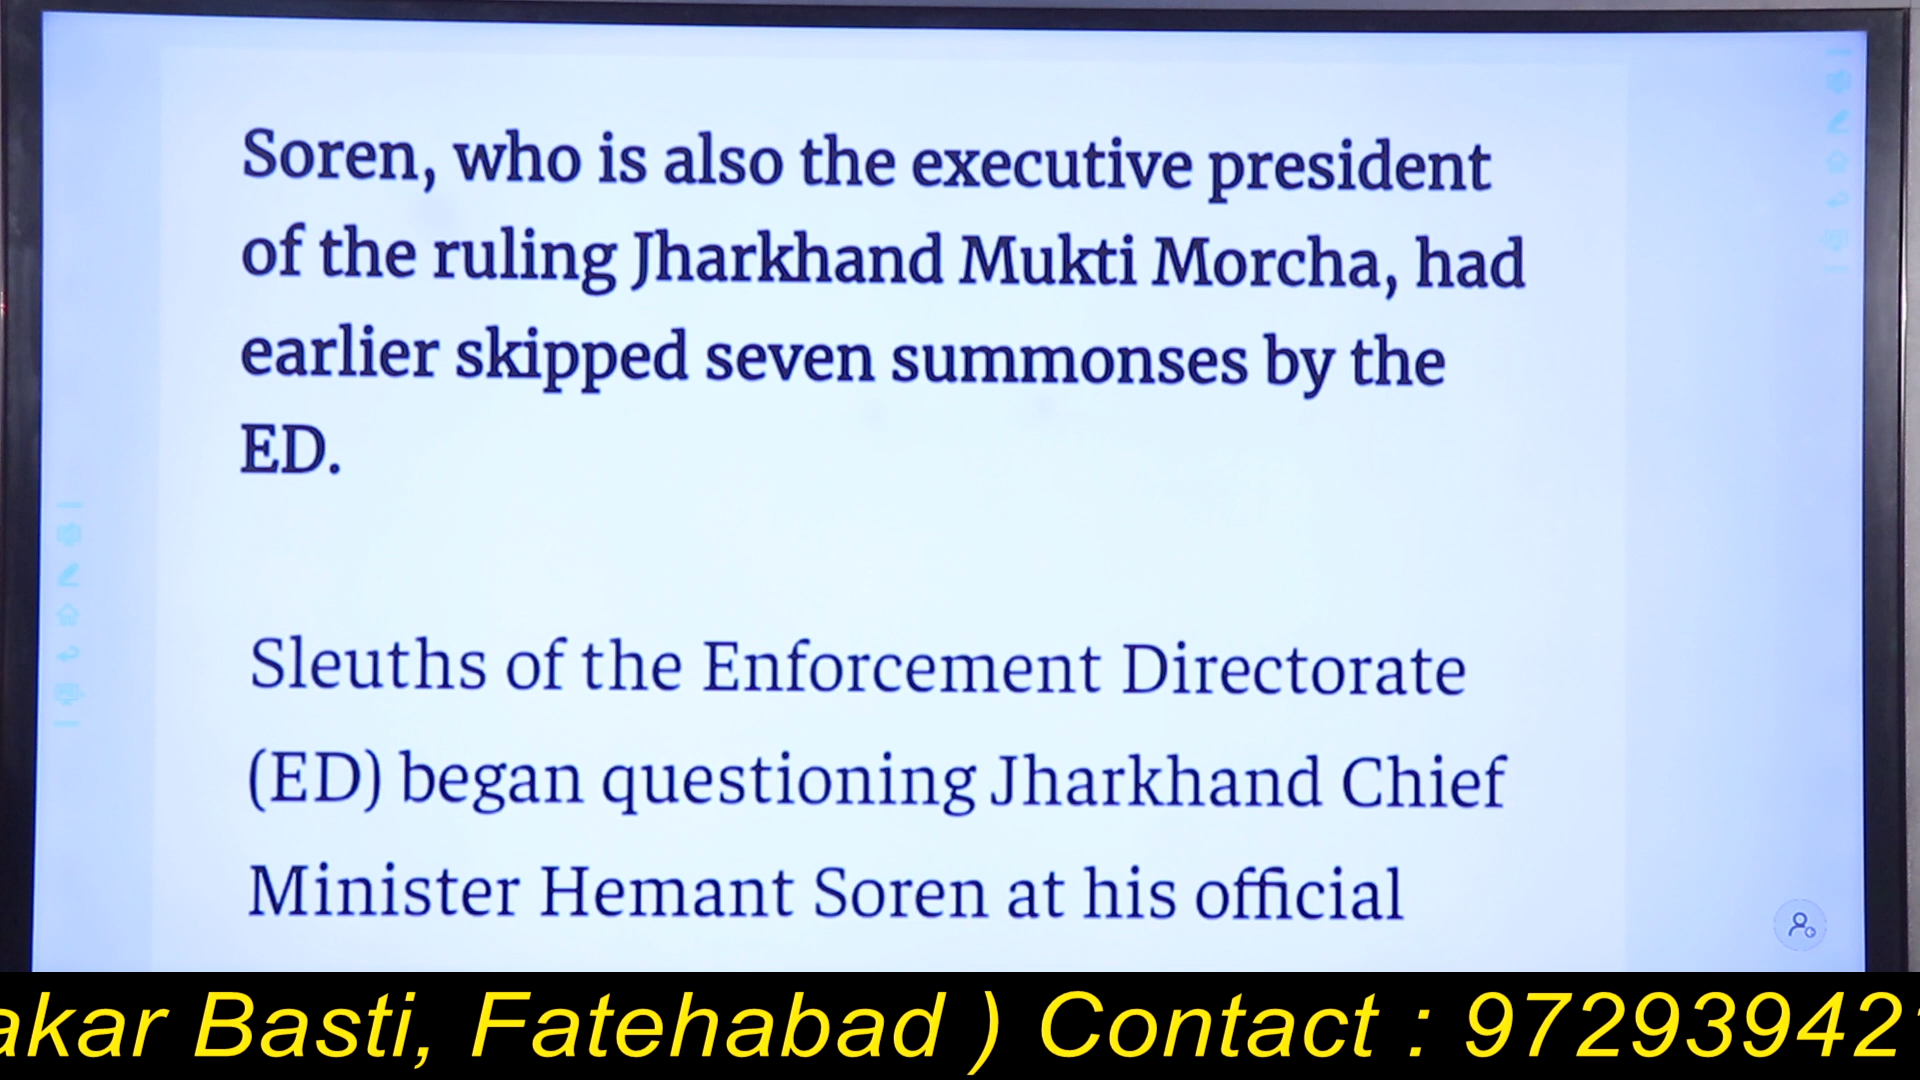 Soren, who is also the executive president
of the ruling Jharkhand Mukti Morcha, had
earlier skipped seven summonses by the
ED.
Sleuths of the Enforcement Directorate
(ED) began questioning Jharkhand Chief
Minister Hemant Soren at his official
Basti, Fatehabad ) Contact :